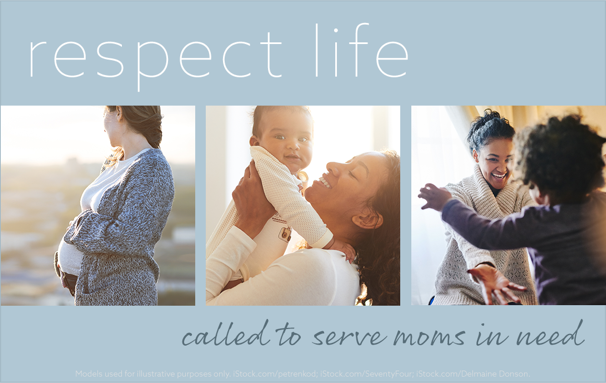 respect life
called to serve moms in need
Models used for illustrative purposes only. iStock.com/petrenkod; iStock.com/SeventyFour; iStock.com/Delmaine Donson.